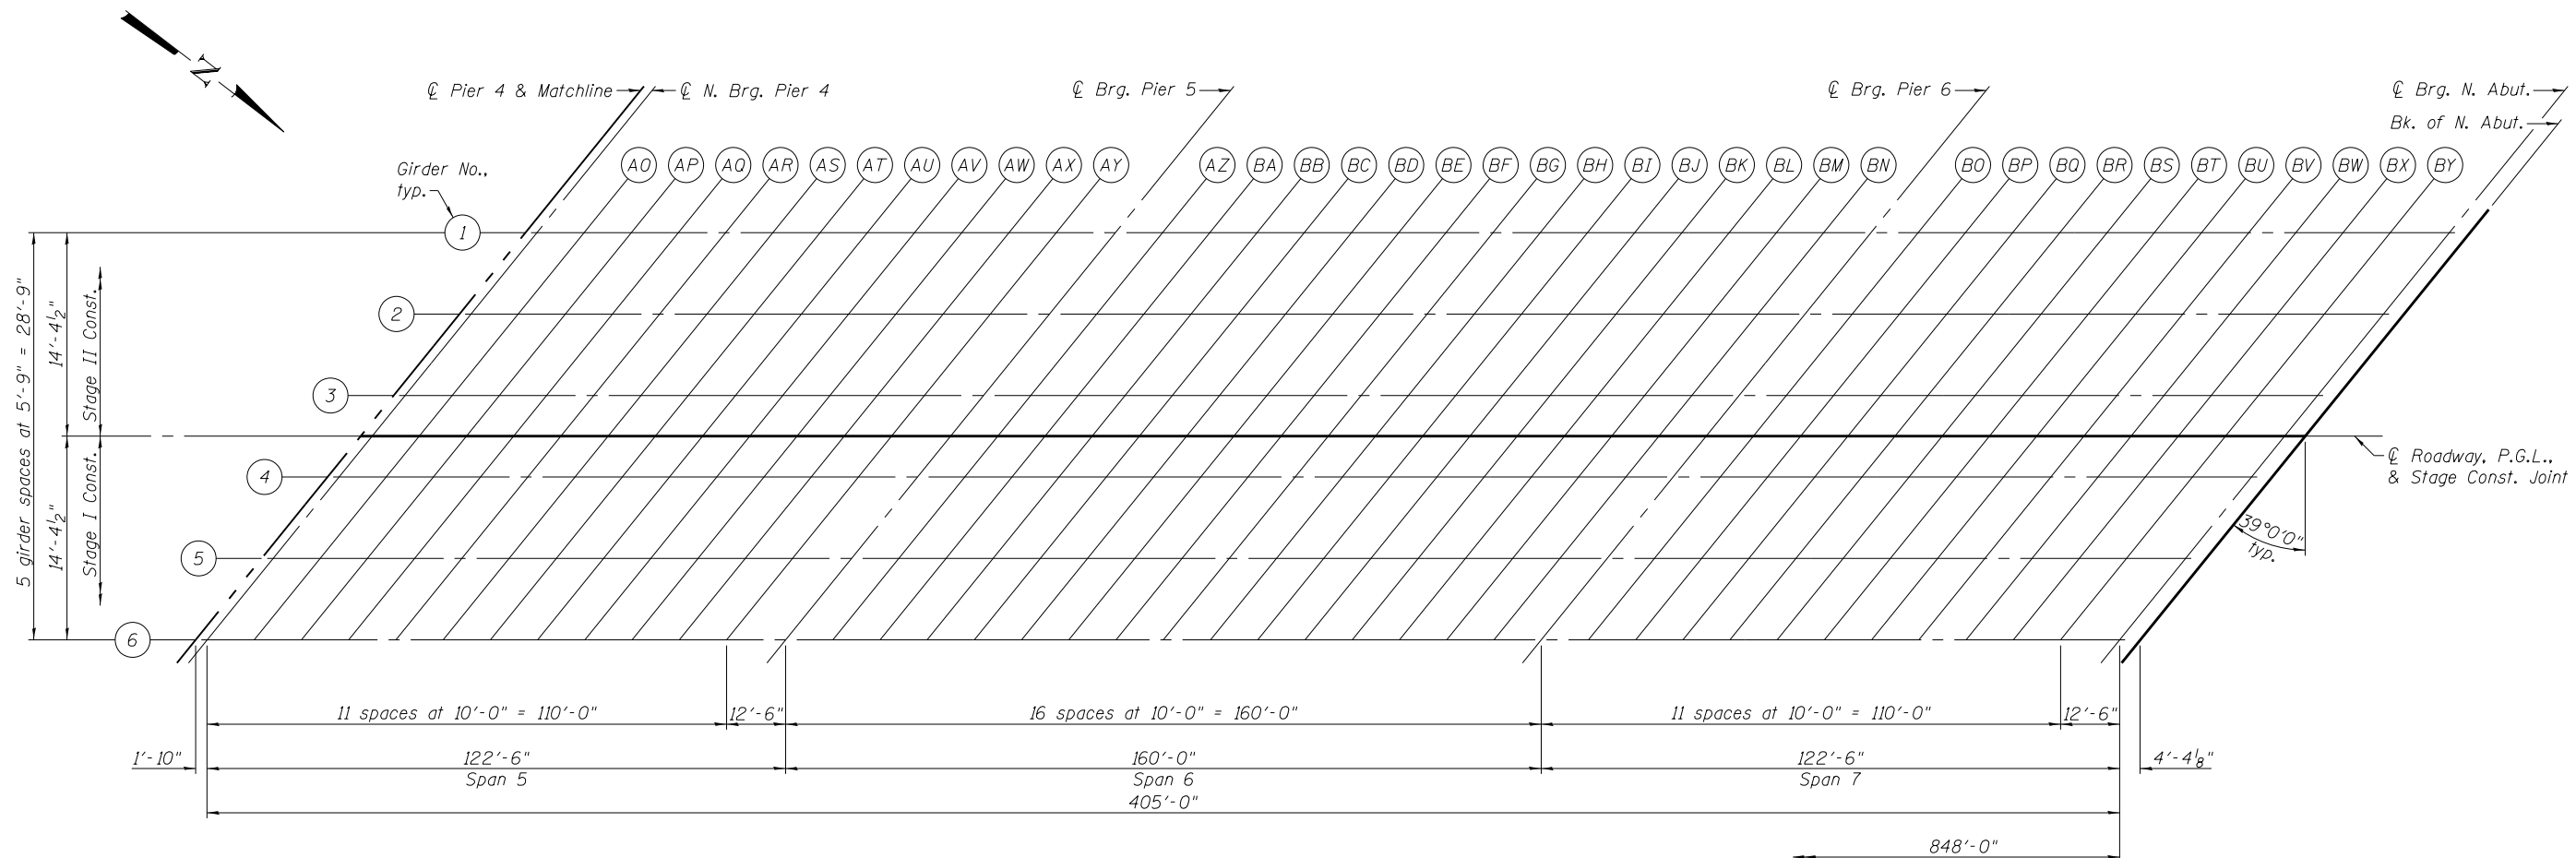 N
℄ Pier 4 & Matchline
℄ N. Brg. Pier 4
℄ Brg. Pier 5
℄ Brg. Pier 6
℄ Brg. N. Abut.
Bk. of N. Abut.
Girder No.,
typ.
AO AP AQ AR AS AT AU AV AW AX AY AZ BA BB BC BD BE BF BG BH BI BJ BK BL BM BN BO BP BQ BR BS BT BU BV BW BX BY
1
2
3
4
5
6
5 girder spaces at 5'-9" = 28'-9"
14'-4½"
14'-4½"
Stage II Const.
Stage I Const.
℄ Roadway, P.G.L.,
& Stage Const. Joint
39°0'0"
typ.
11 spaces at 10'-0" = 110'-0"
12'-6"
16 spaces at 10'-0" = 160'-0"
11 spaces at 10'-0" = 110'-0"
12'-6"
1'-10"
122'-6"
Span 5
160'-0"
Span 6
122'-6"
Span 7
4'-4⅛"
405'-0"
848'-0"